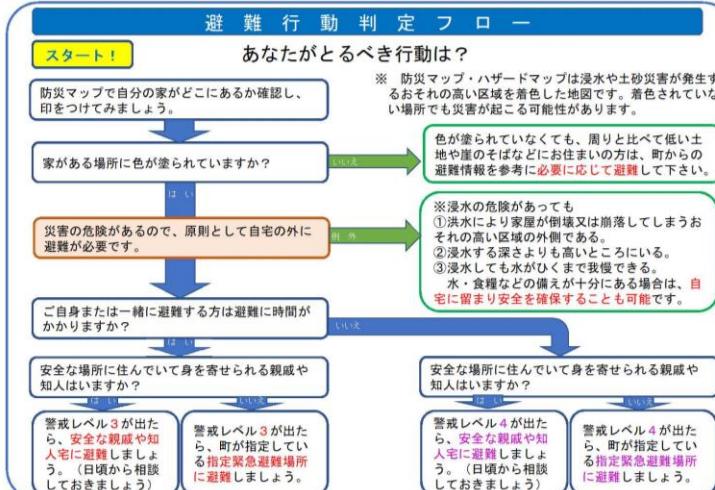 避難行動判定フロー
スタート！
あなたがとるべき行動は？
防災マップで自分の家がどこにあるか確認し、
印をつけてみましょう。
※　防災マップ・ハザードマップは浸水や土砂災害が発生す
るおそれの高い区域を着色した地図です。着色されていな
い場所でも災害が起こる可能性があります。
家がある場所に色が塗られていますか？
いいえ
色が塗られていなくても、周りと比べて低い土
地や崖のそばなどにお住まいの方は、町からの
避難情報を参考に必要に応じて避難して下さい。
はい
災害の危険があるので、原則として自宅の外に
避難が必要です。
例外
※浸水の危険があっても
①洪水により家屋が倒壊又は崩落してしまうお
それの高い区域の外側である。
②浸水する深さよりも高いところにいる。
③浸水しても水がひくまで我慢できる。
水・食糧などの備えが十分にある場合は、自
宅に留まり安全を確保することも可能です。
ご自身または一緒に避難する方は避難に時間が
かかりますか？
はい
いいえ
安全な場所に住んでいて身を寄せられる親戚や
知人はいますか？
はい
いいえ
警戒レベル３が出た
ら、安全な親戚や知
人宅に避難しましょ
う。（日頃から相談
しておきましょう）
警戒レベル３が出た
ら、町が指定してい
る指定緊急避難場所
に避難しましょう。
安全な場所に住んでいて身を寄せられる親戚や
知人はいますか？
はい
いいえ
警戒レベル４が出た
ら、安全な親戚や知
人宅に避難しましょ
う。（日頃から相談
しておきましょう）
警戒レベル４が出た
ら、町が指定してい
る指定緊急避難場所
に避難しましょう。